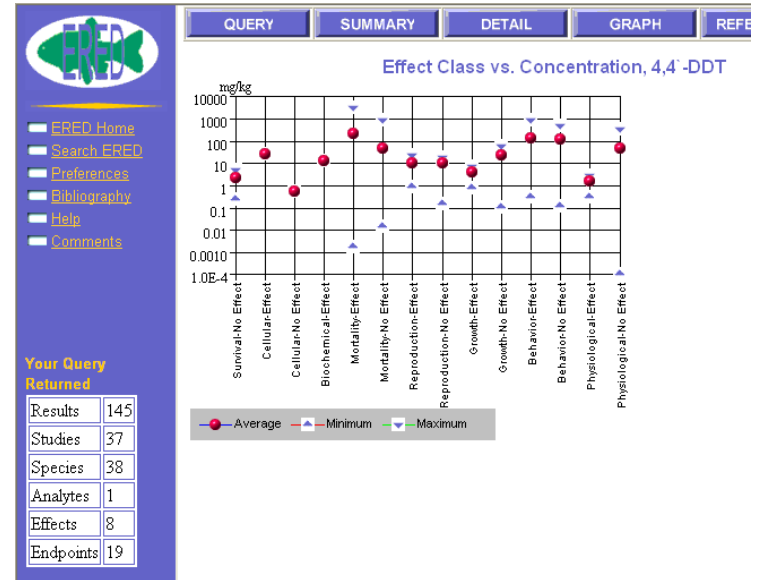 ERED
QUERY
SUMMARY
DETAIL
GRAPH
REFE
Effect Class vs. Concentration, 4,4`-DDT
ERED Home
Search ERED
Preferences
Bibliography
Help
Comments
mg/kg
10000
1000
100
10
1
0.1
0.01
0.0010
1.0E-4
Survival-No Effect
Cellular-Effect
Cellular-No Effect
Biochemical-Effect
Mortality-Effect
Mortality-No Effect
Reproduction-Effect
Reproduction-No Effect
Growth-Effect
Growth-No Effect
Behavior-Effect
Behavior-No Effect
Physiological-Effect
Physiological-No Effect
Average
Minimum
Maximum
Your Query
Returned
Results 145
Studies 37
Species 38
Analytes 1
Effects 8
Endpoints 19